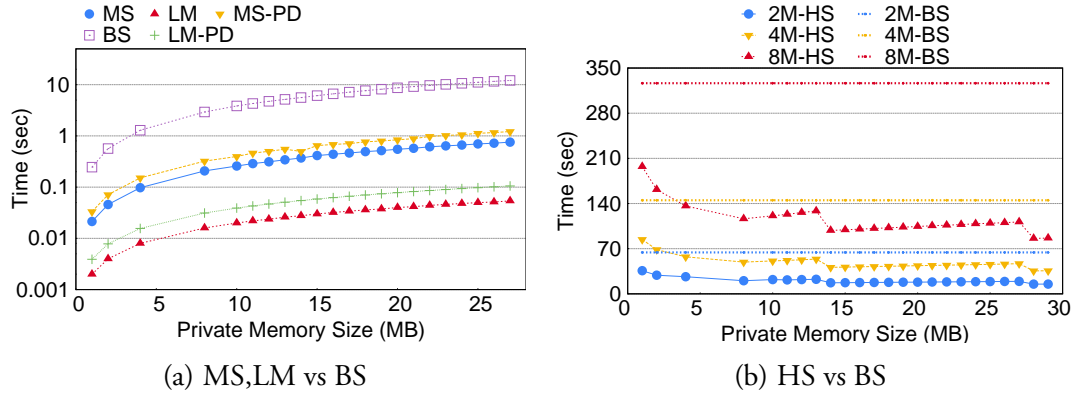 MS LM MS-PD
BS LM-PD
10
1
0.1
0.01
0.001
Time (sec)
0 5 10 15 20 25
Private Memory Size (MB)
(a) MS,LM vs BS
2M-HS 2M-BS
4M-HS 4M-BS
8M-HS 8M-BS
350
280
210
140
70
0
Time (sec)
0 5 10 15 20 25 30
Private Memory Size (MB)
(b) HS vs BS